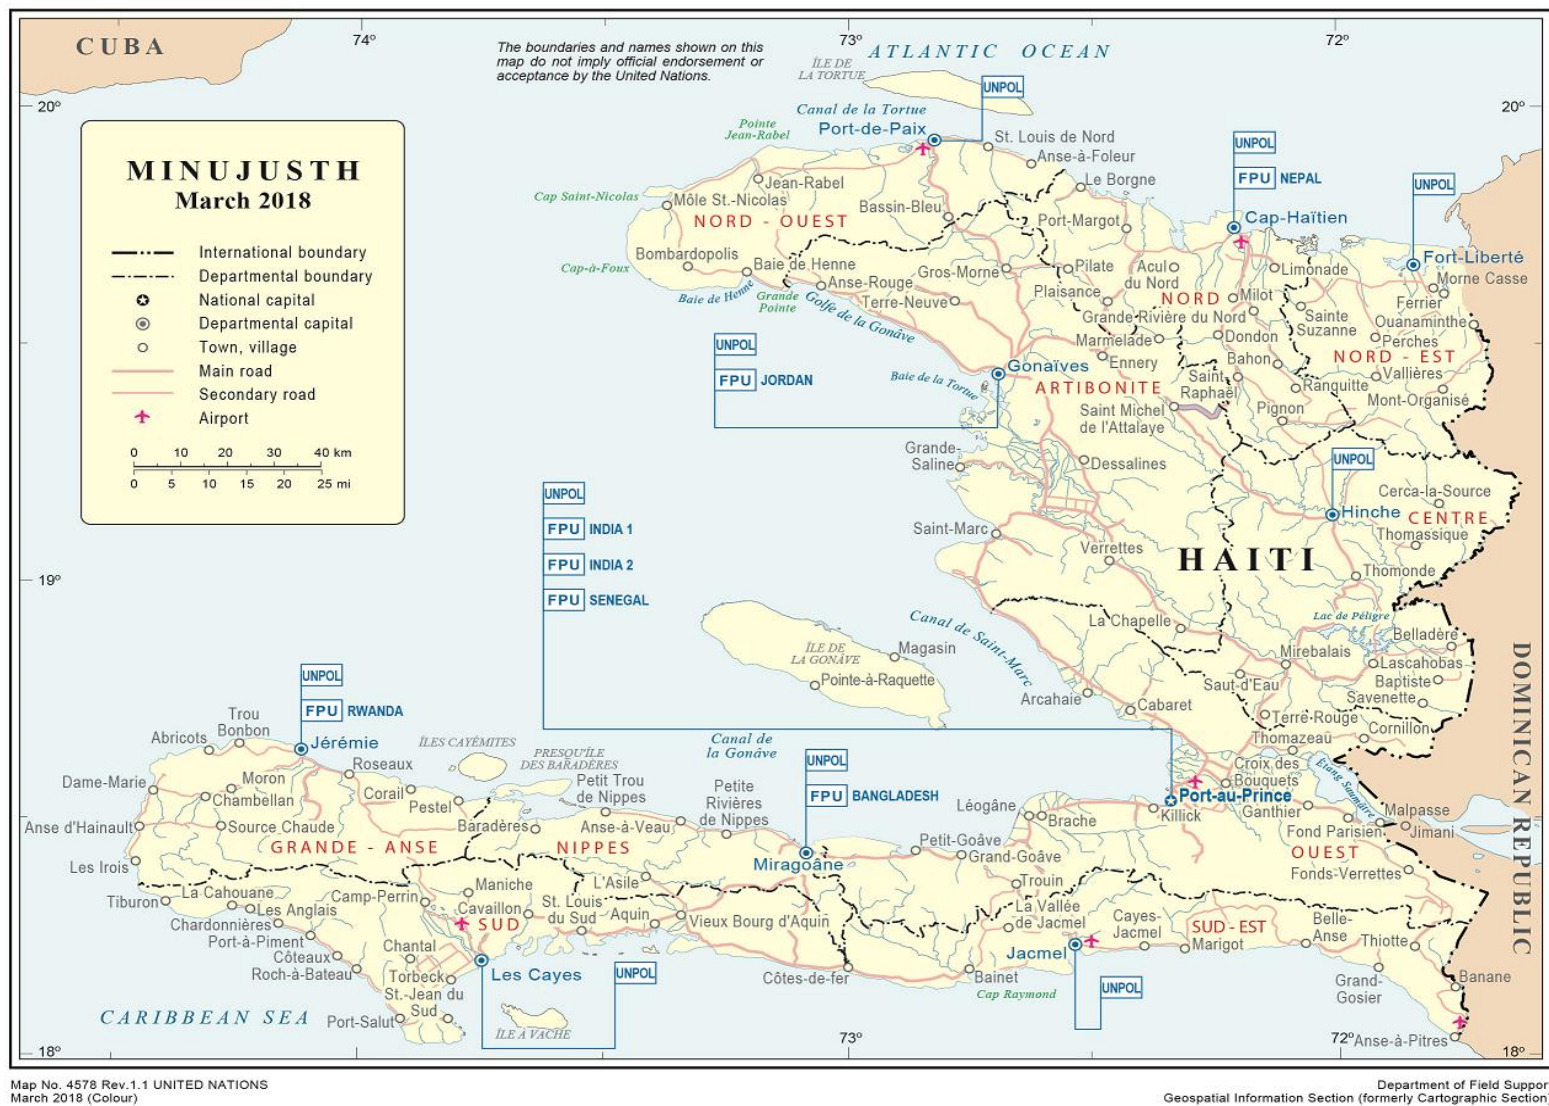 CUBA
74°
73°
72°
The boundaries and names shown on this
map do not imply official endorsement or
acceptance by the United Nations.
ATLANTIC OCEAN
ÎLE DE
LA TORTUE
20°
20°
MINUJUSTH
March 2018
International boundary
Departmental boundary
National capital
Departmental capital
Town, village
Main road
Secondary road
Airport
0 10 20 30 40 km
0 5 10 15 20 25 mi
UNPOL
Canal de la Tortue
Port-de-Paix
Pointe
Jean-Rabel
St. Louis de Nord
Anse-à-Foleur
Le Borgne
UNPOL
FPU NEPAL
UNPOL
Jean-Rabel
Cap Saint-Nicolas
Môle St.-Nicolas
NORD - OUEST
Bassin-Bleu
Port-Margot
Cap-Haïtien
Bombardopolis
Cap-à-Foux
Baie de Henne
Baie de Henne
Grande
Pointe
Anse-Rouge
Gros-Morne
Terre-Neuve
Golfe de la Gonâve
Pilate
Plaisance
Acul
du Nord
NORD
Limonade
Milot
Grande Rivière du Nord
Fort-Liberté
Morne Casse
Ferrier
Sainte
Suzanne
Ouanaminthe
Perches
NORD - EST
Vallières
Mont-Organisé
Marmelade
Dondon
Bahon
Ranquitte
Ennery
Saint-
Raphaël
Pignon
UNPOL
FPU JORDAN
Baie de la Tortue
Gonaïves
ARTIBONITE
Saint Michel
de l'Attalaye
Grande-
Saline
Dessalines
UNPOL
Cerca-la-Source
Hinche
CENTRE
Thomassique
UNPOL
FPU INDIA 1
FPU INDIA 2
FPU SENEGAL
Saint-Marc
Verrettes
HAITI
Thomonde
19°
Canal de Saint-Marc
La Chapelle
Lac de Péligre
Belladère
Mirebalais
Lascahobas
Baptiste
Savenette
ÎLE DE
LA GONÂVE
Magasin
Pointe-à-Raquette
Arcahaie
Cabaret
Saut-d'Eau
Terre-Rouge
Cornillon
Thomazeau
DOMINICAN REPUBLIC
UNPOL
FPU RWANDA
Trou
Bonbon
Abricots
Jérémie
ÎLES CAYÉMITES
Roseaux
PRESQU'ÎLE
DES BARADÈRES
Canal de
la Gonâve
Dame-Marie
Moron
Chambellan
Corail
Pestel
Petit Trou
de Nippes
Petite
Rivières
de Nippes
UNPOL
FPU BANGLADESH
Croix des
Bouquets
Étang Saumâtre
Port-au-Prince
Ganthier
Malpasse
Jimani
Fond Parisien
Léogâne
Brache
Killick
Anse d'Hainault
Source Chaude
GRANDE - ANSE
Baradères
Anse-à-Veau
NIPPES
Miragoâne
Petit-Goâve
Grand-Goâve
OUEST
Fonds-Verrettes
Les Irois
Tiburon
La Cahouane
Les Anglais
Chardonnières
Port-à-Piment
Côteaux
Roch-à-Bateau
Camp-Perrin
Maniche
Cavaillon
SUD
L'Asile
St. Louis
du Sud
Aquin
Vieux Bourg d'Aquin
Trouin
La Vallée
de Jacmel
Cayes-
Jacmel
SUD-EST
Marigot
Belle-
Anse
Thiotte
Chantal
Torbeck
St.-Jean du
Sud
Port-Salut
Les Cayes
UNPOL
Côtes-de-fer
Bainet
Jacmel
Cap Raymond
UNPOL
Grand-
Gosier
Banane
Anse-à-Pitres
CARIBBEAN SEA
ÎLE À VACHE
18°
73°
72°
18°
Map No. 4578 Rev.1.1 UNITED NATIONS
March 2018 (Colour)
Department of Field Support
Geospatial Information Section (formerly Cartographic Section)